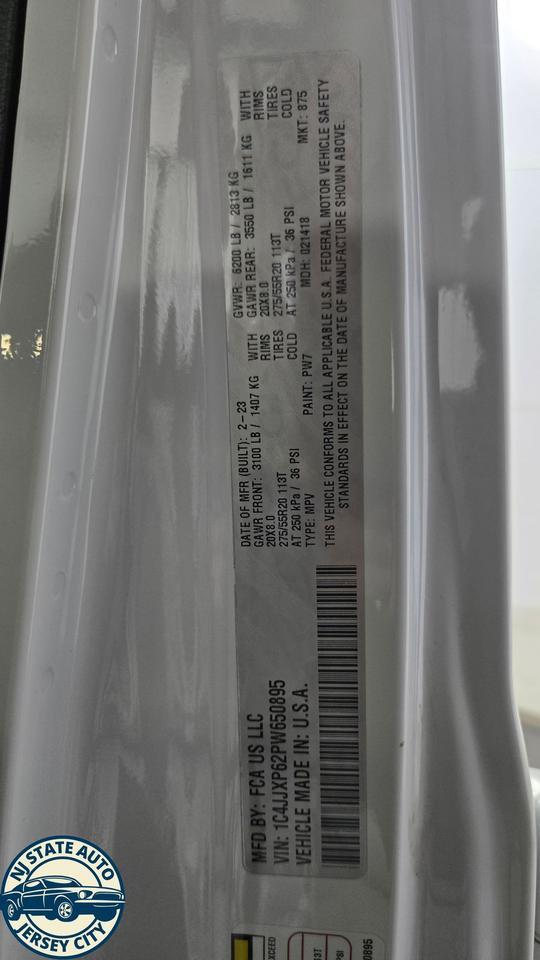 MFD BY: FCA US LLC
VIN: 1C4JJXP62PW650895
VEHICLE MADE IN: U.S.A.
DATE OF MFR (BUILT): 2-23
GVWR: 6200 LB / 2813 KG
GAWR FRONT: 3100 LB / 1407 KG WITH
GAWR REAR: 3550 LB / 1611 KG WITH
20X8.0 RIMS
20X8.0 RIMS
275/55R20 113T TIRES
275/55R20 113T TIRES
AT 250 kPa / 36 PSI COLD
AT 250 kPa / 36 PSI COLD
TYPE: MPV PAINT: PW7 MDH: 021418 MKT: 875
THIS VEHICLE CONFORMS TO ALL APPLICABLE U.S.A. FEDERAL MOTOR VEHICLE SAFETY
STANDARDS IN EFFECT ON THE DATE OF MANUFACTURE SHOWN ABOVE.
XCEED
13T
PSI
0895
NJ STATE AUTO
JERSEY CITY